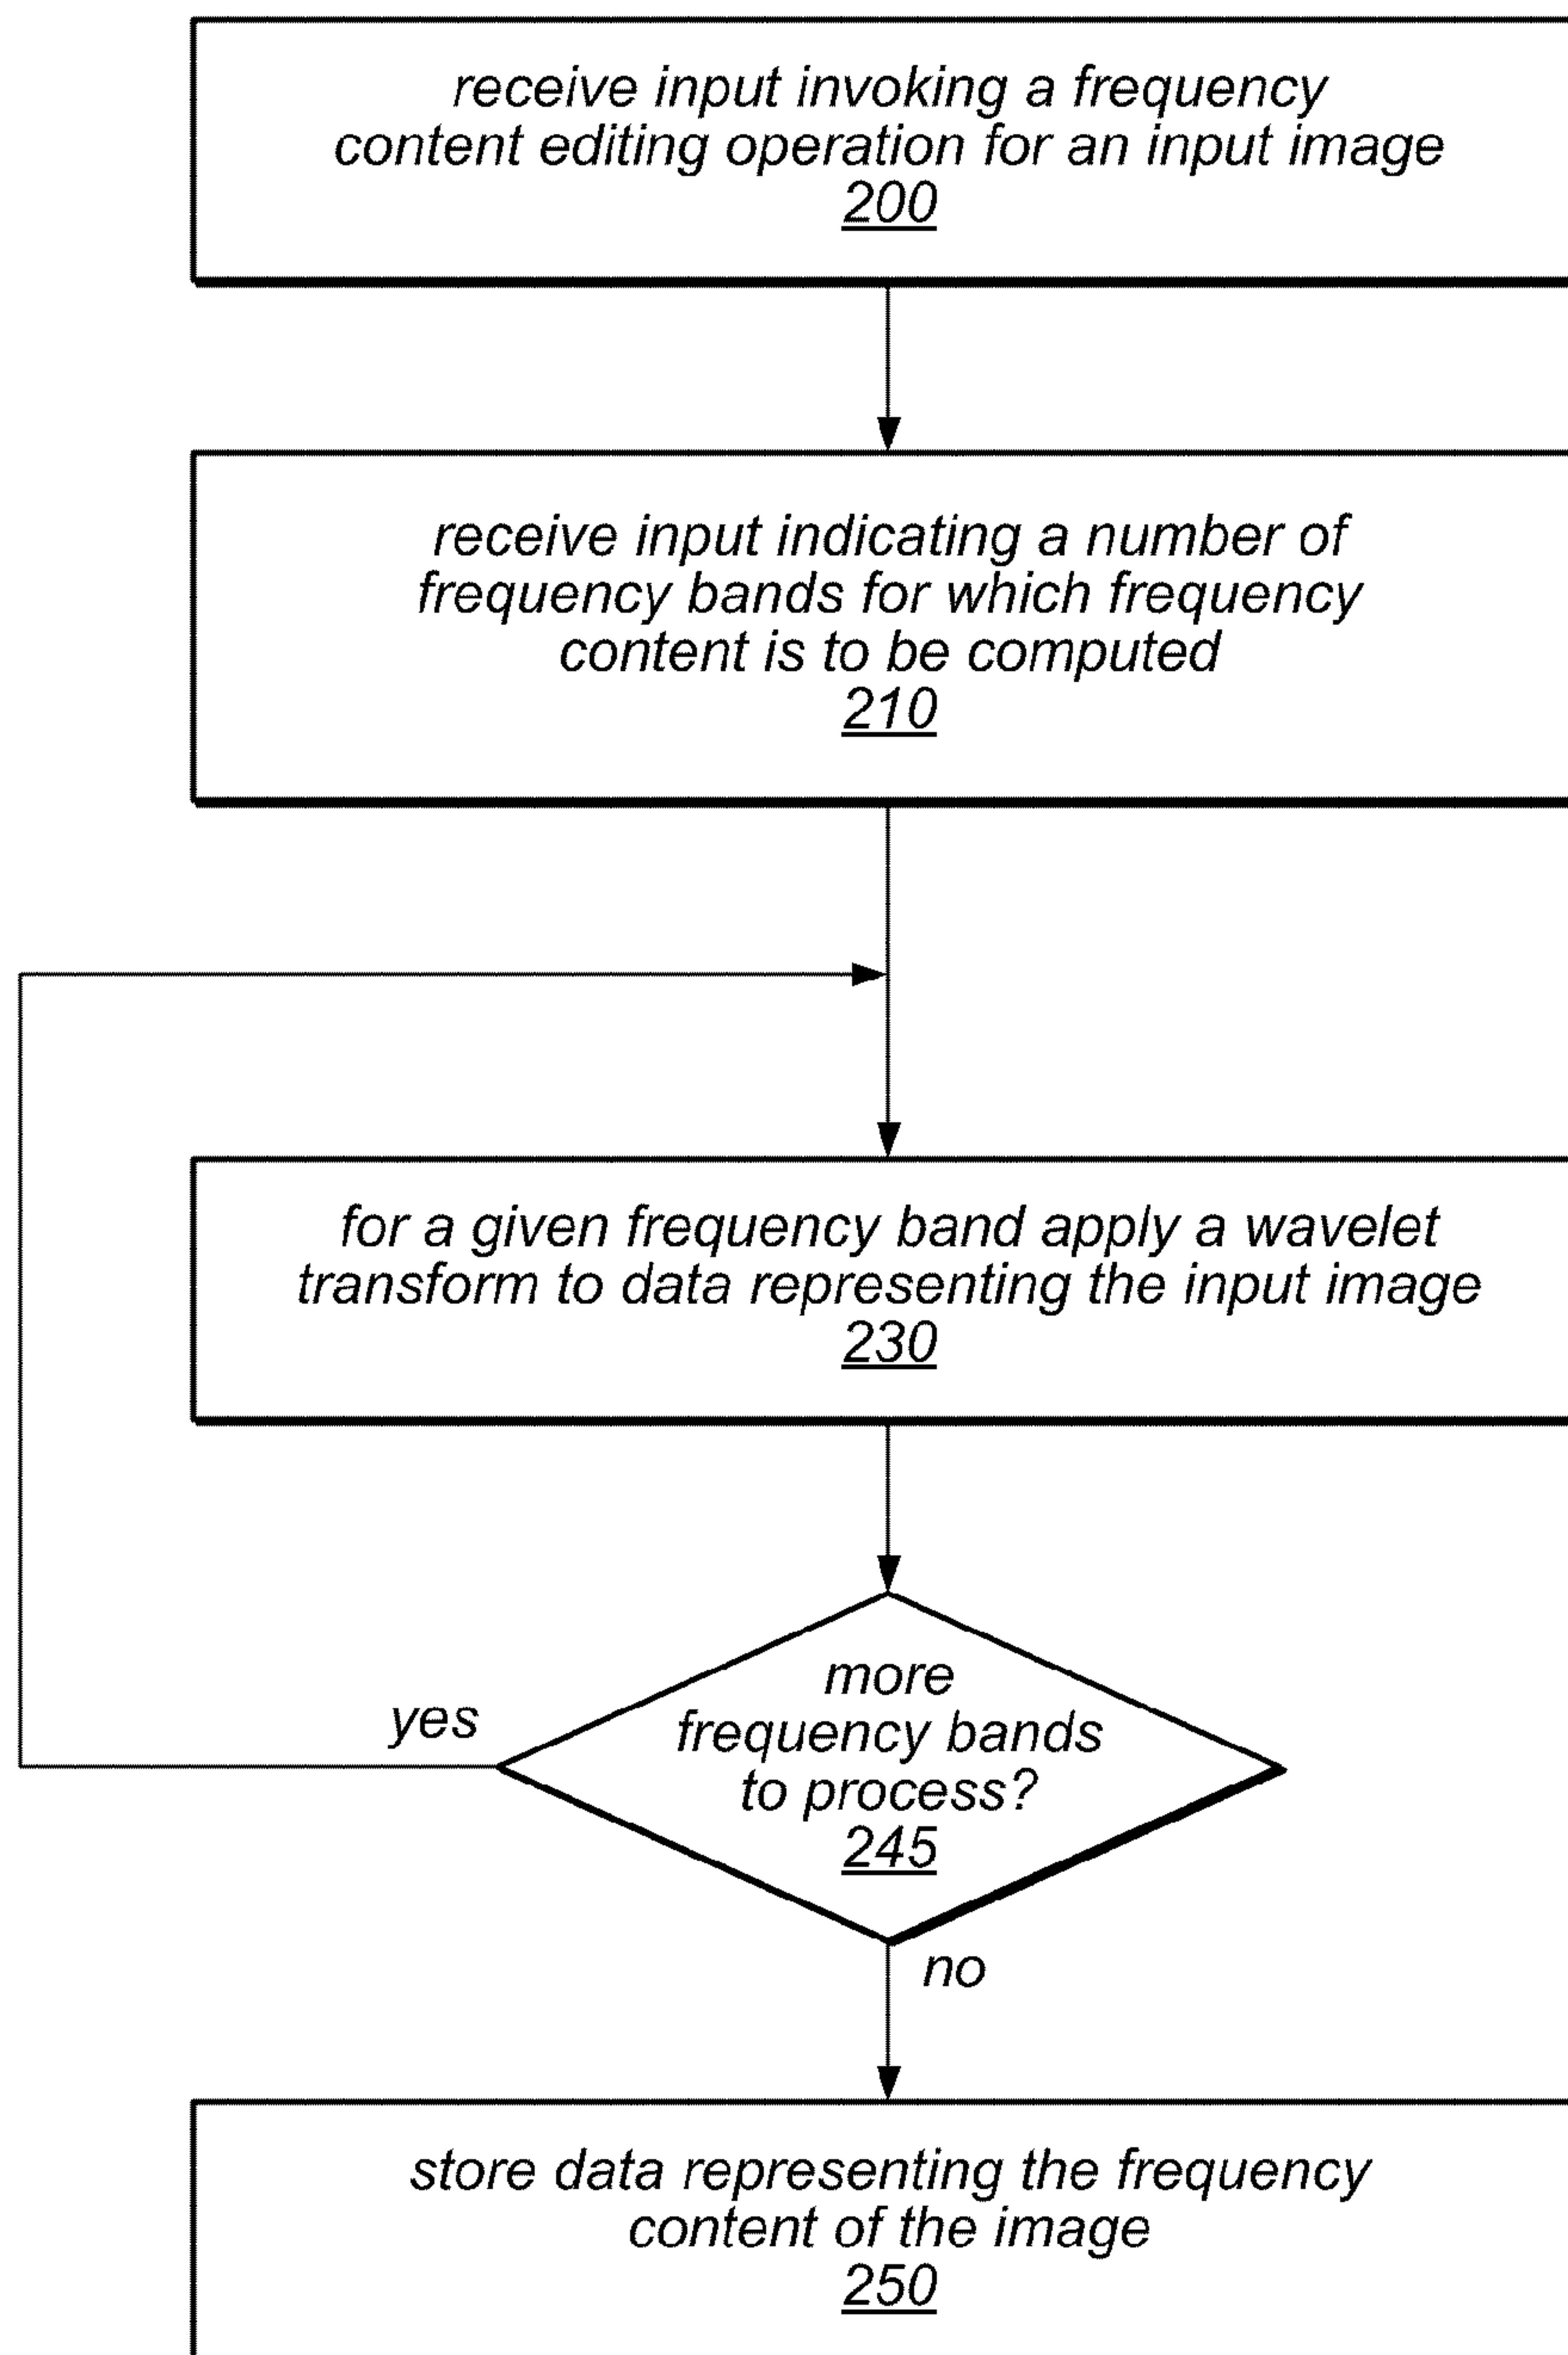 receive input invoking a frequency
content editing operation for an input image
200
receive input indicating a number of
frequency bands for which frequency
content is to be computed
210
for a given frequency band apply a wavelet
transform to data representing the input image
230
more
frequency bands
to process?
245
yes
no
store data representing the frequency
content of the image
250